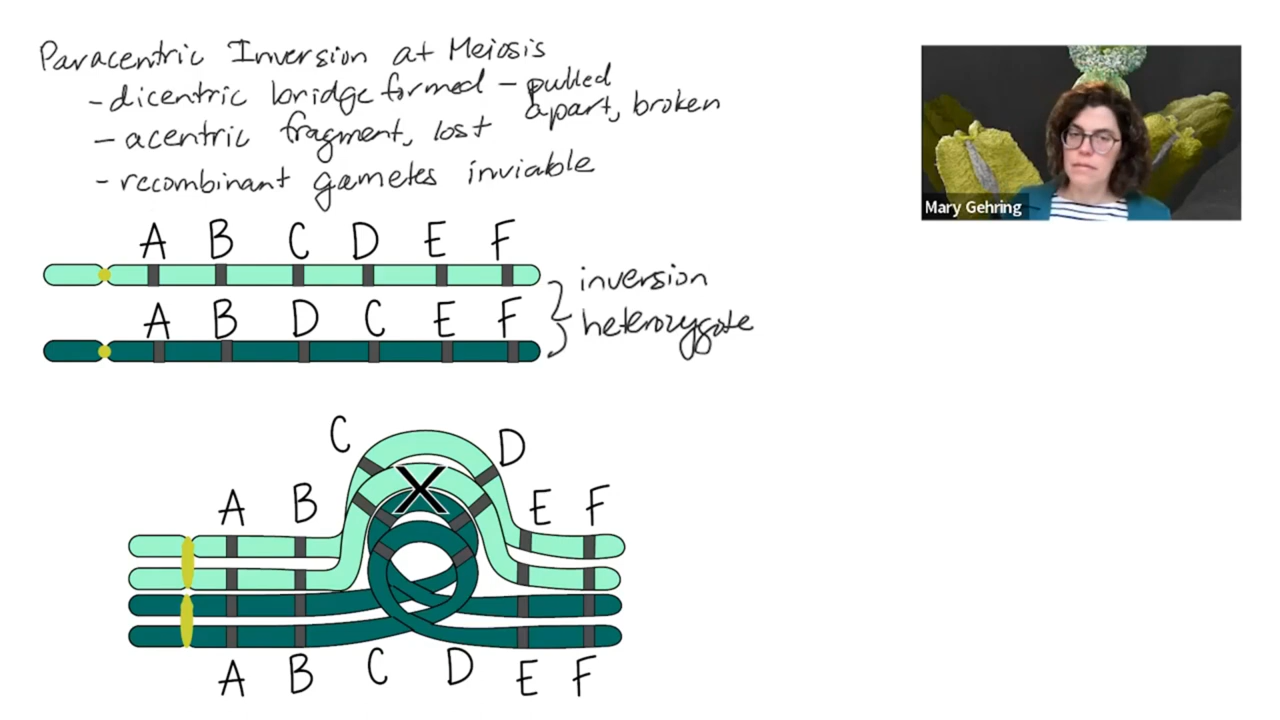 Paracentric Inversion at Meiosis
- dicentric bridge formed - pulled apart, broken
- acentric fragment, lost
- recombinant gametes inviable
Mary Gehring
A B C D E F
inversion
A B D C E F
heterozygote
C D
A B E F
X
A B C D E F